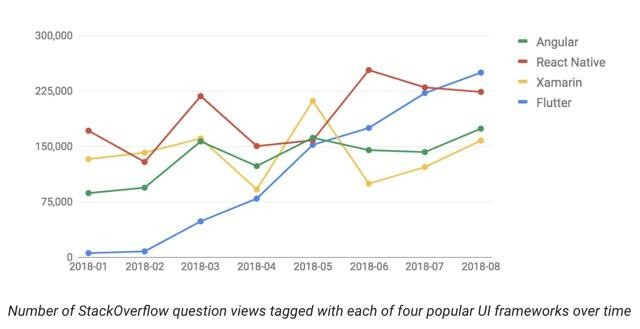 300,000
225,000
150,000
75,000
0
2018-01 2018-02 2018-03 2018-04 2018-05 2018-06 2018-07 2018-08
Angular
React Native
Xamarin
Flutter
Number of StackOverflow question views tagged with each of four popular UI frameworks over time